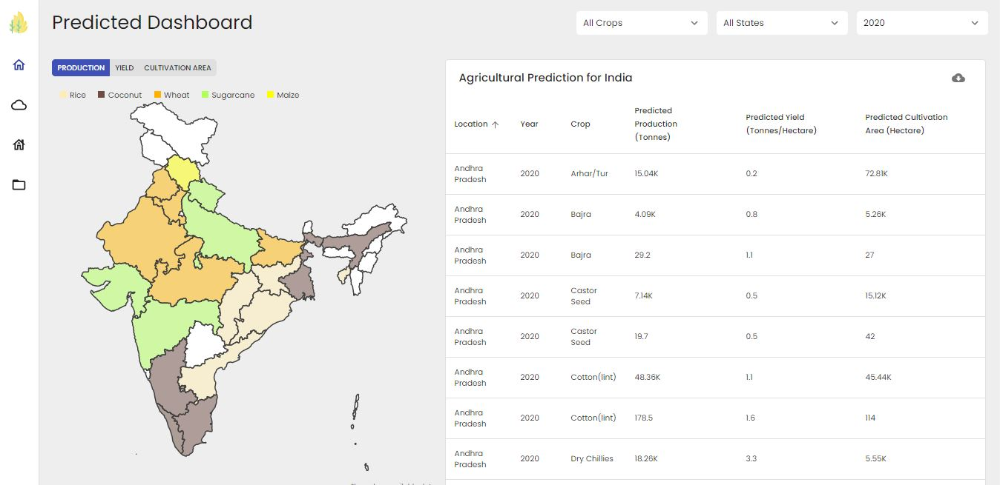 Predicted Dashboard
All Crops
All States
2020
PRODUCTION YIELD CULTIVATION AREA
Rice Coconut Wheat Sugarcane Maize
Agricultural Prediction for India
Location Year Crop Predicted Production (Tonnes) Predicted Yield (Tonnes/Hectare) Predicted Cultivation Area (Hectare)
Andhra Pradesh 2020 Arhar/Tur 15.04K 0.2 72.81K
Andhra Pradesh 2020 Bajra 4.09K 0.8 5.26K
Andhra Pradesh 2020 Bajra 29.2 1.1 27
Andhra Pradesh 2020 Castor Seed 7.14K 0.5 15.12K
Andhra Pradesh 2020 Castor Seed 19.7 0.5 42
Andhra Pradesh 2020 Cotton(lint) 48.36K 1.1 45.44K
Andhra Pradesh 2020 Cotton(lint) 178.5 1.6 114
Andhra Pradesh 2020 Dry Chillies 18.26K 3.3 5.55K